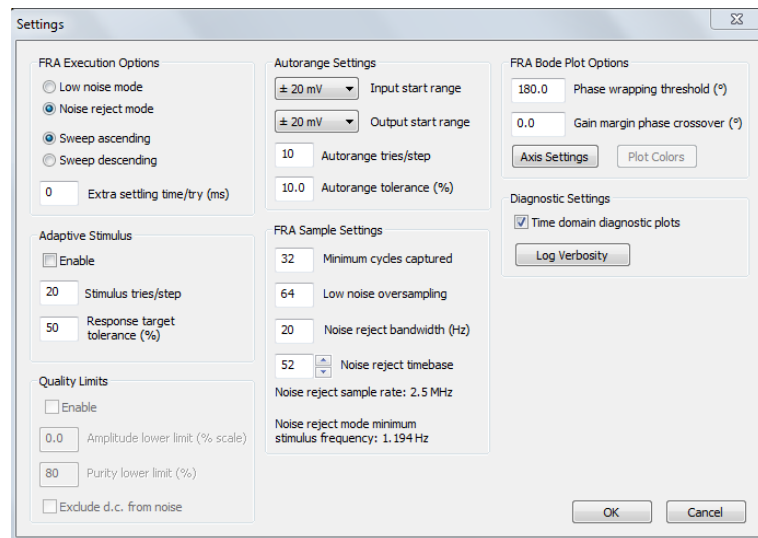 Settings
FRA Execution Options
Low noise mode
Noise reject mode
Sweep ascending
Sweep descending
0 Extra settling time/try (ms)
Adaptive Stimulus
Enable
20 Stimulus tries/step
50 Response target
tolerance (%)
Quality Limits
Enable
0.0 Amplitude lower limit (% scale)
80 Purity lower limit (%)
Exclude d.c. from noise
Autorange Settings
± 20 mV Input start range
± 20 mV Output start range
10 Autorange tries/step
10.0 Autorange tolerance (%)
FRA Sample Settings
32 Minimum cycles captured
64 Low noise oversampling
20 Noise reject bandwidth (Hz)
52 Noise reject timebase
Noise reject sample rate: 2.5 MHz
Noise reject mode minimum
stimulus frequency: 1.194 Hz
FRA Bode Plot Options
180.0 Phase wrapping threshold (°)
0.0 Gain margin phase crossover (°)
Axis Settings Plot Colors
Diagnostic Settings
Time domain diagnostic plots
Log Verbosity
OK Cancel